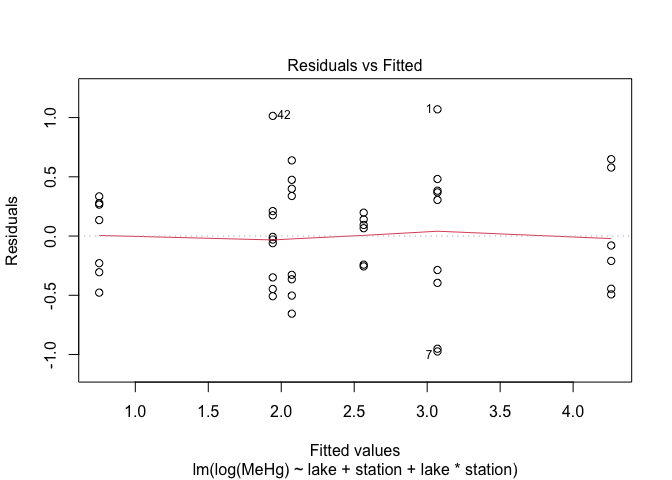 Residuals vs Fitted
Residuals
1.0
0.5
0.0
-0.5
-1.0
42
1
7
1.0 1.5 2.0 2.5 3.0 3.5 4.0
Fitted values
lm(log(MeHg) ~ lake + station + lake * station)